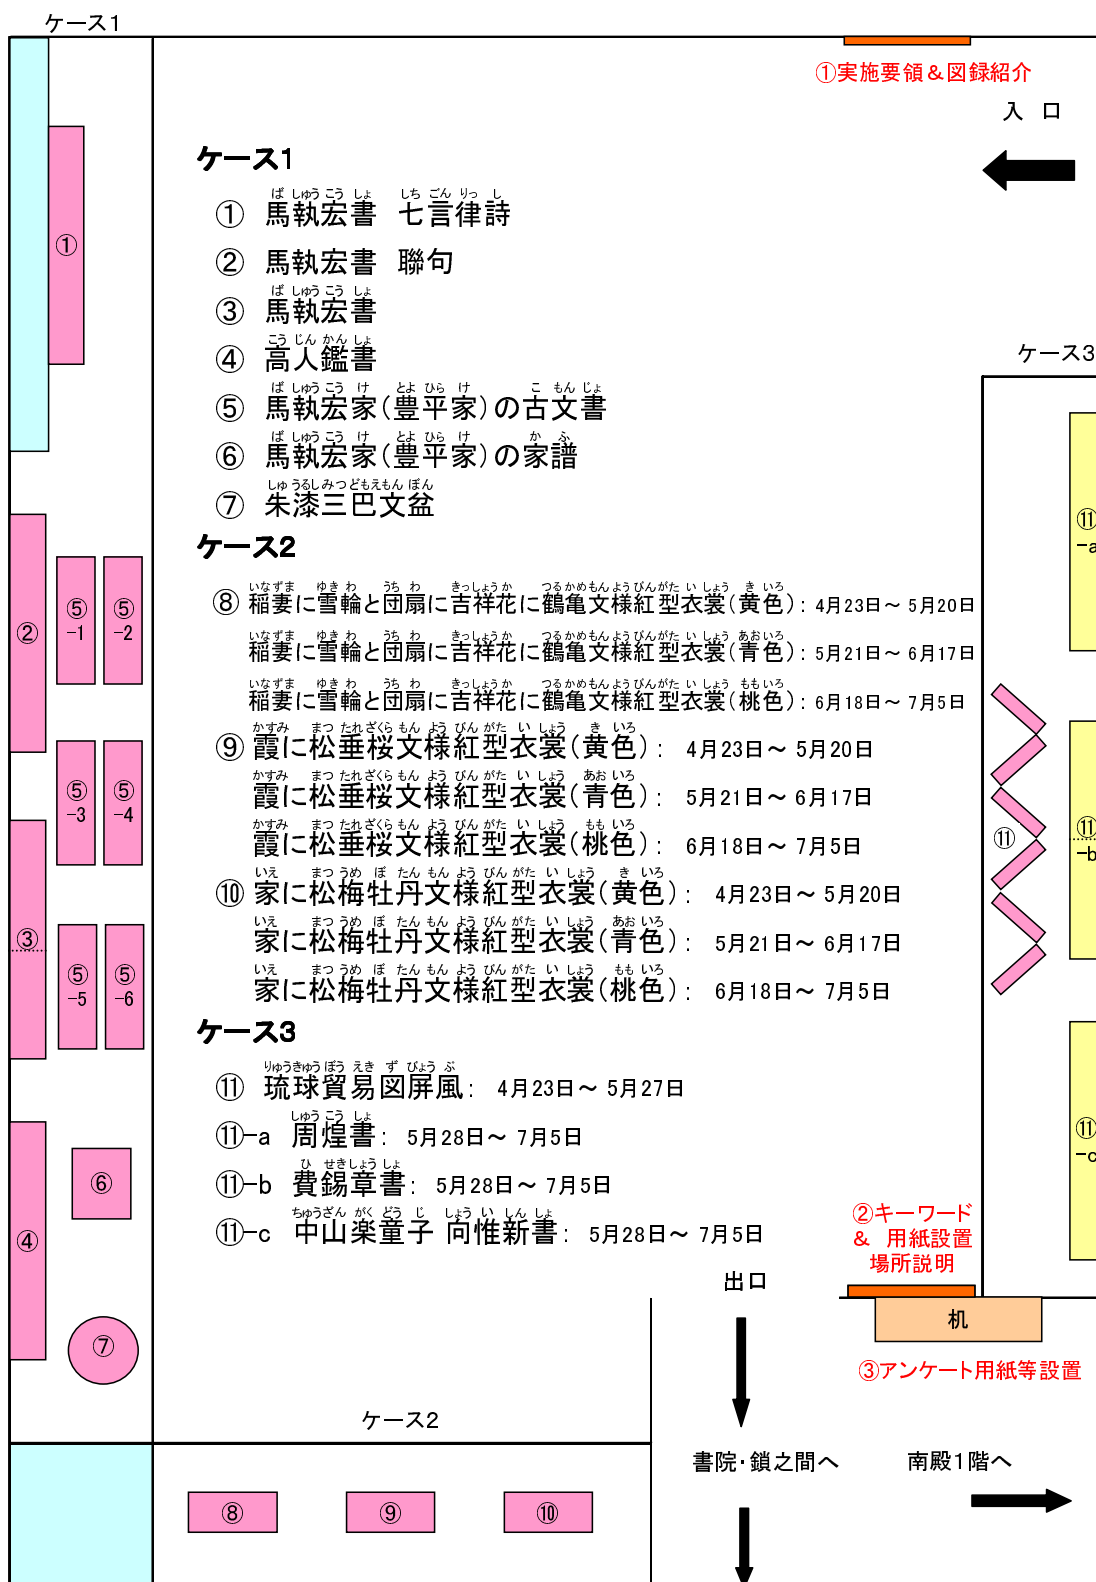 ケース1
①実施要領＆図録紹介
入 口
ケース1
① 馬執宏書 七言律詩
② 馬執宏書 聯句
③ 馬執宏書
④ 高人鑑書
⑤ 馬執宏家(豊平家)の古文書
⑥ 馬執宏家(豊平家)の家譜
⑦ 朱漆三巴文盆
ケース2
⑧ 稲妻に雪輪と団扇に吉祥花に鶴亀文様紅型衣裳(黄色)：4月23日～5月20日
稲妻に雪輪と団扇に吉祥花に鶴亀文様紅型衣裳(青色)：5月21日～6月17日
稲妻に雪輪と団扇に吉祥花に鶴亀文様紅型衣裳(桃色)：6月18日～7月5日
⑨ 霞に松垂桜文様紅型衣裳(黄色)： 4月23日～5月20日
霞に松垂桜文様紅型衣裳(青色)： 5月21日～6月17日
霞に松垂桜文様紅型衣裳(桃色)： 6月18日～7月5日
⑩ 家に松梅牡丹文様紅型衣裳(黄色)： 4月23日～5月20日
家に松梅牡丹文様紅型衣裳(青色)： 5月21日～6月17日
家に松梅牡丹文様紅型衣裳(桃色)： 6月18日～7月5日
ケース3
⑪ 琉球貿易図屏風： 4月23日～5月27日
⑪-a 周煌書： 5月28日～7月5日
⑪-b 費錫章書： 5月28日～7月5日
⑪-c 中山楽童子 向惟新書： 5月28日～7月5日
①
②
③
④
⑤
-1
⑤
-2
⑤
-3
⑤
-4
⑤
-5
⑤
-6
⑥
⑦
ケース3
⑪
⑪
-a
⑪
-b
⑪
-c
②キーワード
＆ 用紙設置
場所説明
机
③アンケート用紙等設置
出口
書院･鎖之間へ
南殿1階へ
ケース2
⑧
⑨
⑩